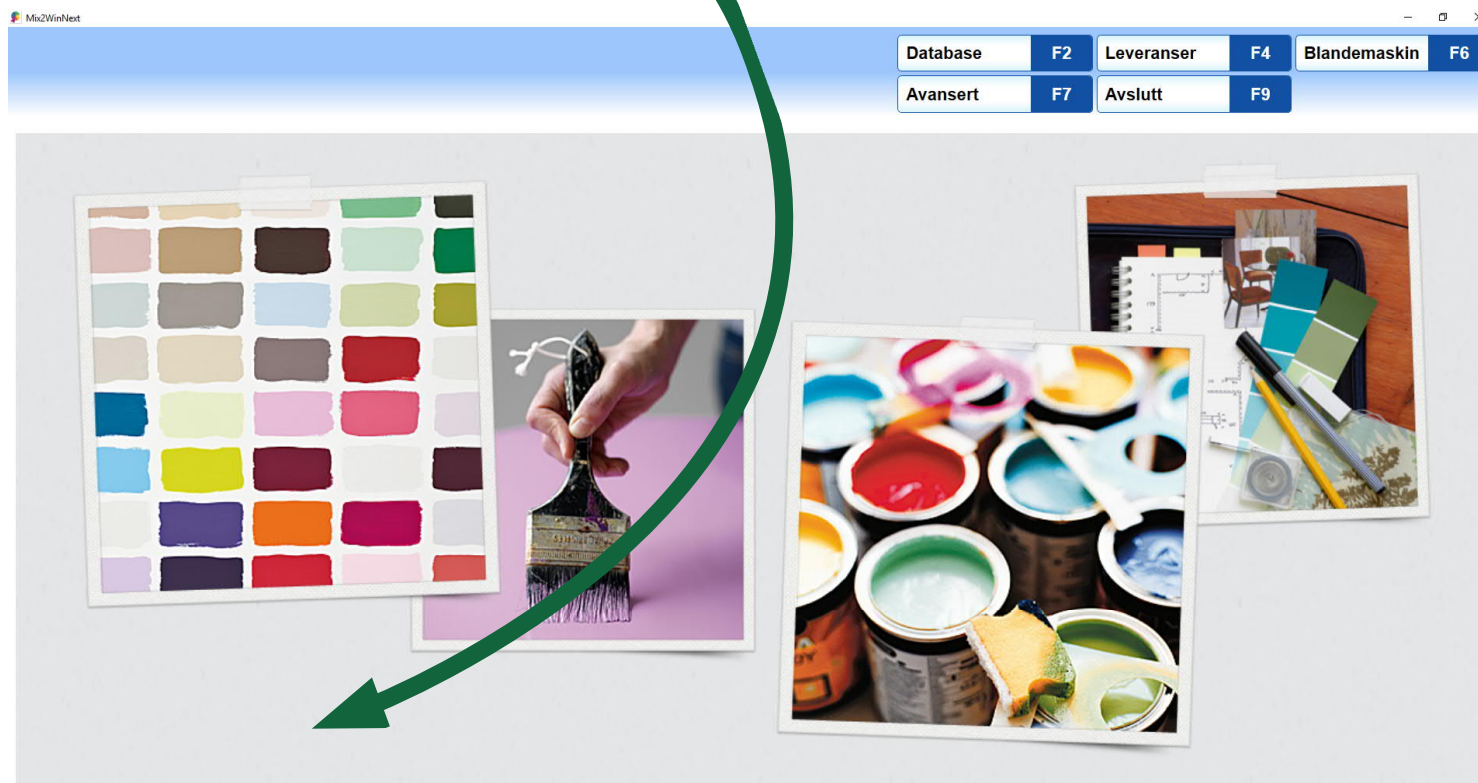 Mix2WinNext
Database F2 Leveranser F4 Blandemaskin F6
Avansert F7 Avslutt F9